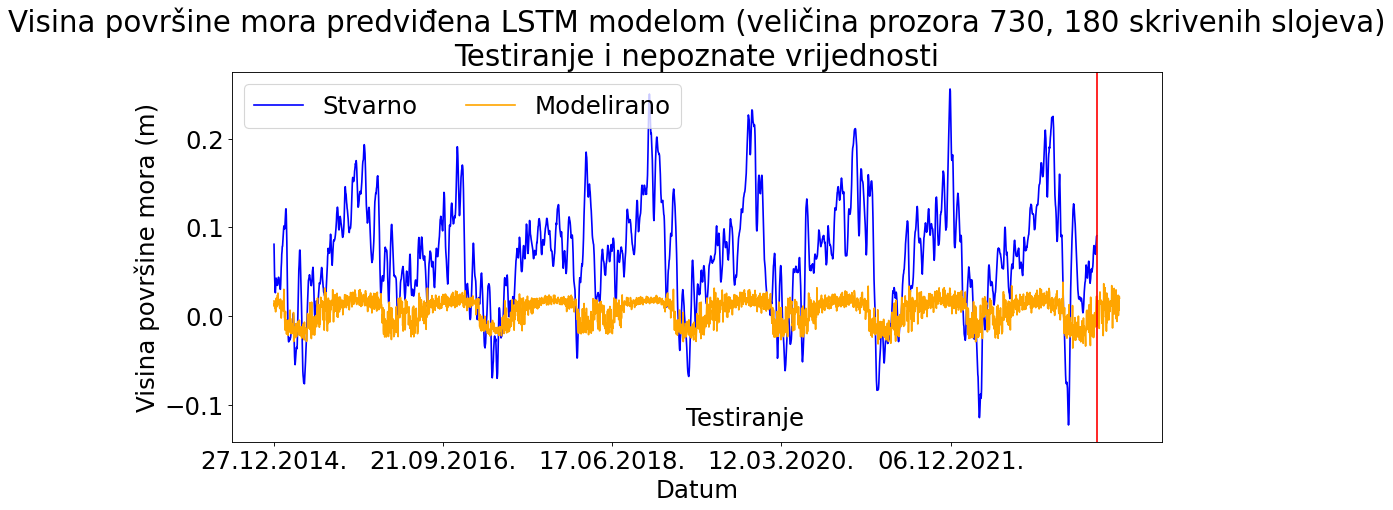 Visina površine mora predviđena LSTM modelom (veličina prozora 730, 180 skrivenih slojeva)
Testiranje i nepoznate vrijednosti
Stvarno
Modelirano
Visina površine mora (m)
0.2
0.1
0.0
−0.1
Testiranje
27.12.2014.
21.09.2016.
17.06.2018.
12.03.2020.
06.12.2021.
Datum